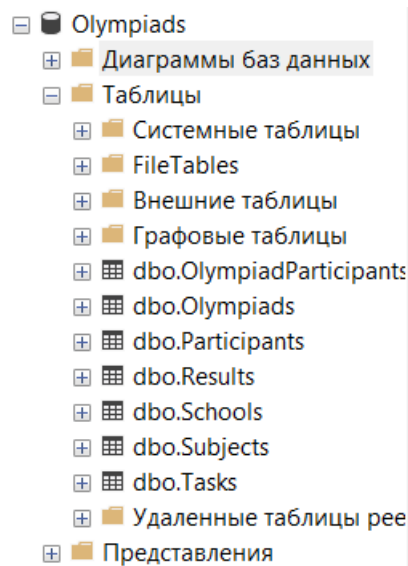 Olympiads
Диаграммы баз данных
Таблицы
Системные таблицы
FileTables
Внешние таблицы
Графовые таблицы
dbo.OlympiadParticipants
dbo.Olympiads
dbo.Participants
dbo.Results
dbo.Schools
dbo.Subjects
dbo.Tasks
Удаленные таблицы рее
Представления